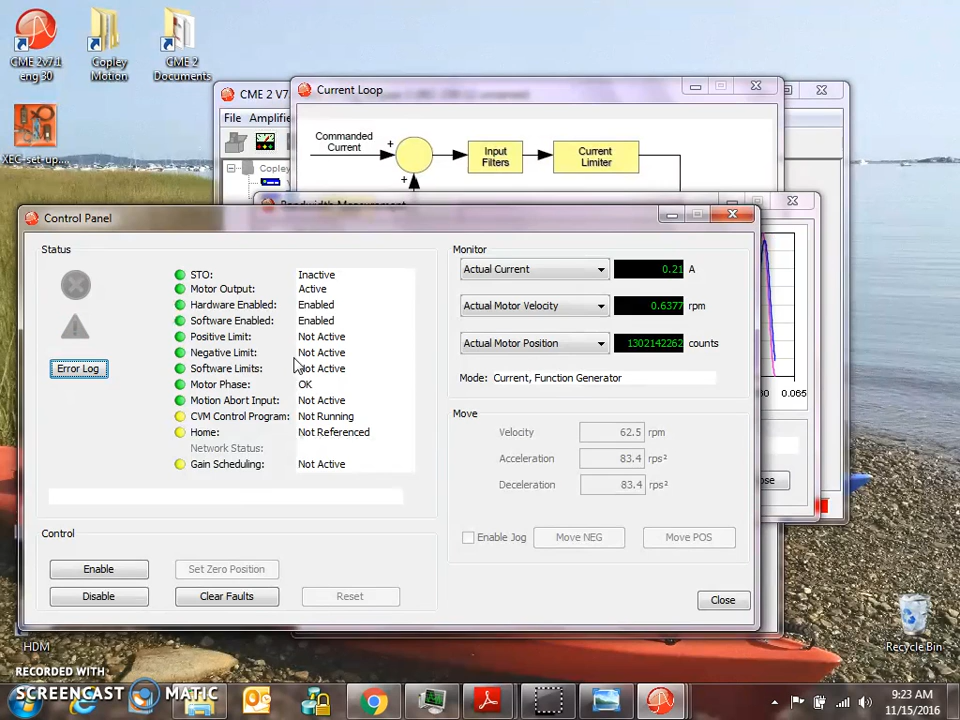 CME 2v7.1
eng 30
Copley
Motion
CME 2
Documents
XEC-set-up....
CME 2 V7
Current Loop
File Amplifie
Commanded
Current
+
Input
Filters
Current
Limiter
+
Copley
Bandwidth Measurement
Control Panel
Status
STO: Inactive
Motor Output: Active
Hardware Enabled: Enabled
Software Enabled: Enabled
Positive Limit: Not Active
Negative Limit: Not Active
Software Limits: Not Active
Motor Phase: OK
Motion Abort Input: Not Active
CVM Control Program: Not Running
Home: Not Referenced
Network Status:
Gain Scheduling: Not Active
Error Log
Monitor
Actual Current 0.21 A
Actual Motor Velocity 0.6377 rpm
Actual Motor Position 1302142262 counts
Mode: Current, Function Generator
Move
Velocity 62.5 rpm
Acceleration 83.4 rps²
Deceleration 83.4 rps²
Enable Jog Move NEG Move POS
Control
Enable Set Zero Position
Disable Clear Faults Reset
Close
60 0.065
ose
HDM
Recycle Bin
RECORDED WITH
SCREENCAST MATIC
9:23 AM
11/15/2016